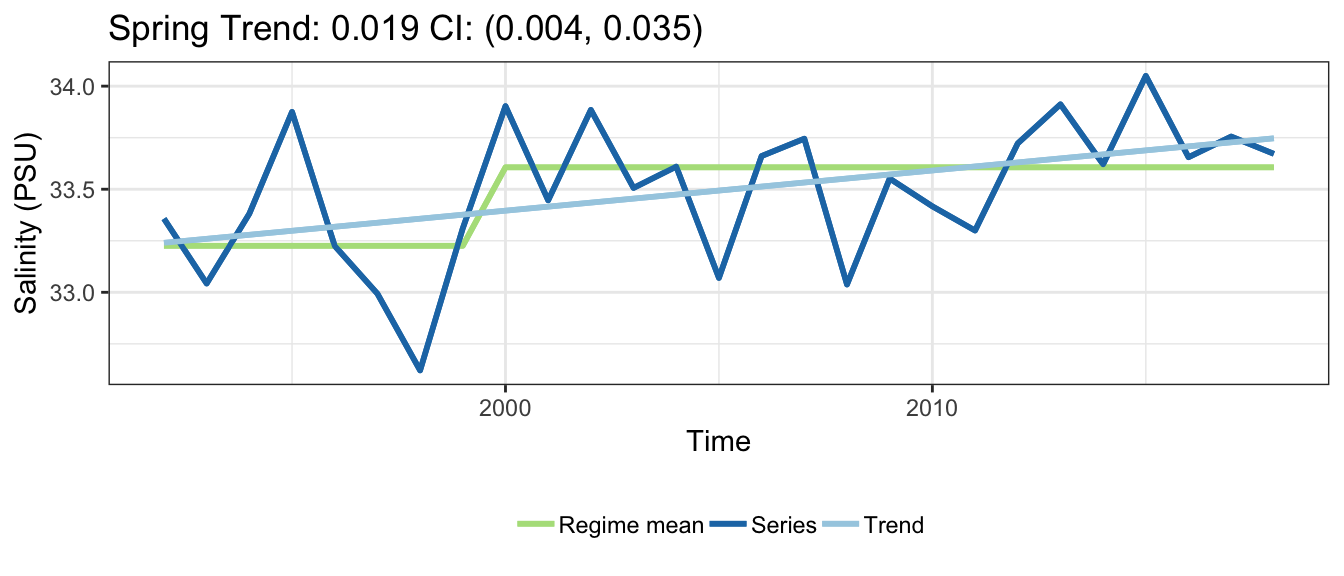 Spring Trend: 0.019 CI: (0.004, 0.035)
Salinity (PSU)
34.0
33.5
33.0
2000 2010
Time
Regime mean Series Trend